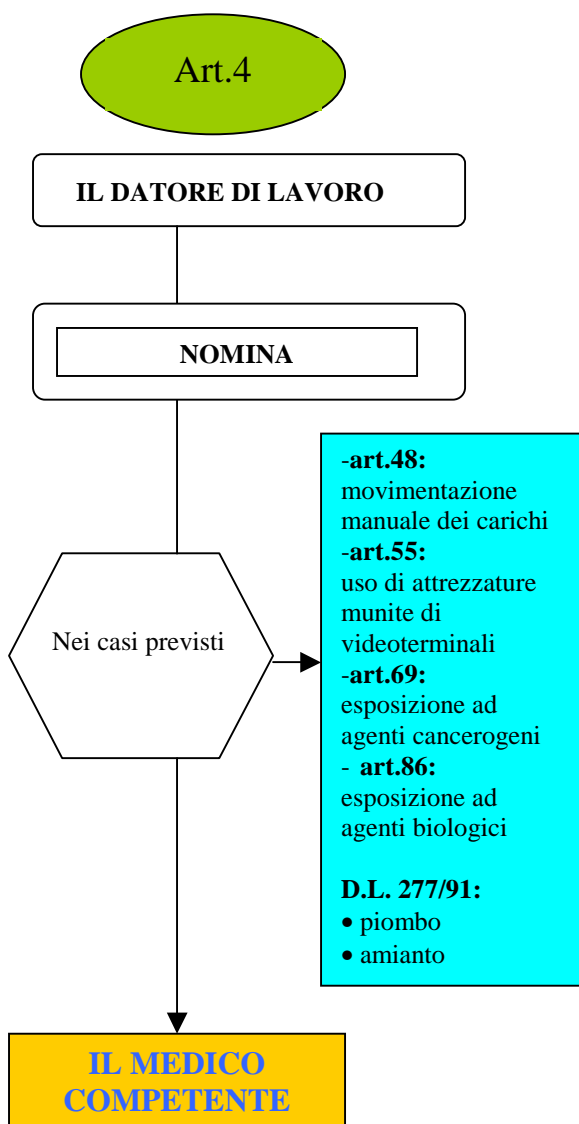 Art.4
IL DATORE DI LAVORO
NOMINA
Nei casi previsti
-art.48:
movimentazione
manuale dei carichi
-art.55:
uso di attrezzature
munite di
videoterminali
-art.69:
esposizione ad
agenti cancerogeni
- art.86:
esposizione ad
agenti biologici
D.L. 277/91:
• piombo
• amianto
IL MEDICO
COMPETENTE